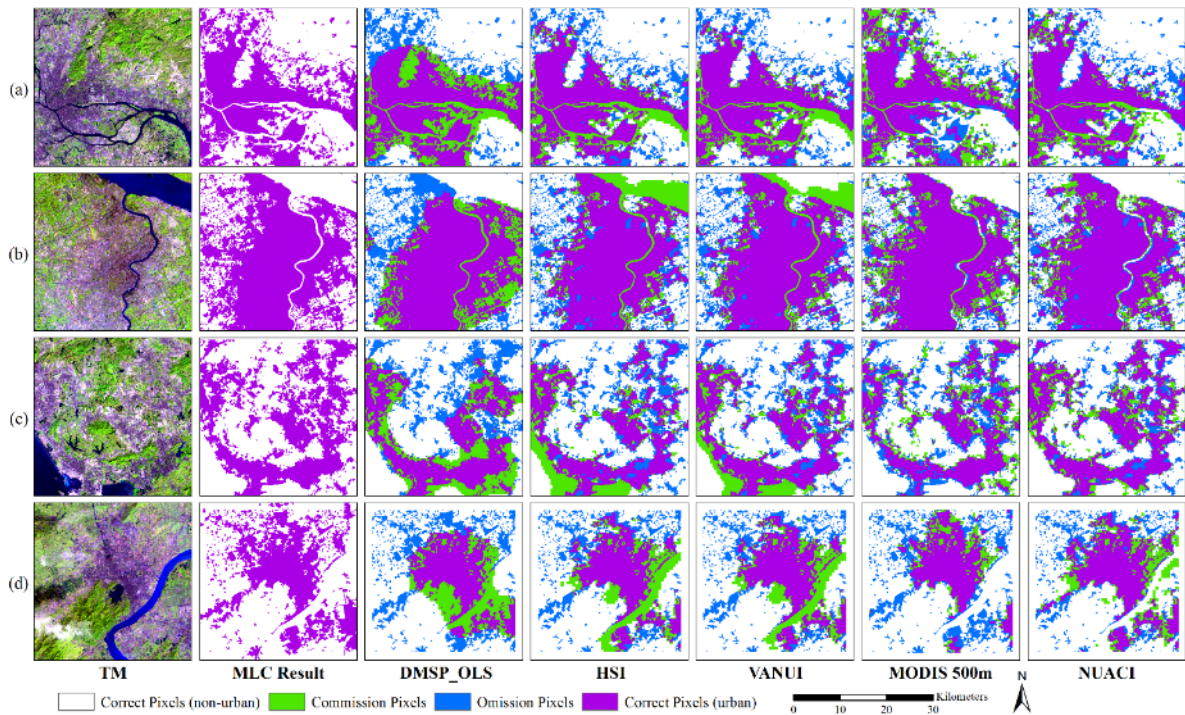 (a)
(b)
(c)
(d)
TM MLC Result DMSP_OLS HSI VANUI MODIS 500m NUACI
Correct Pixels (non-urban) Commission Pixels Omission Pixels Correct Pixels (urban) Kilometers N
0 5 10 20 30